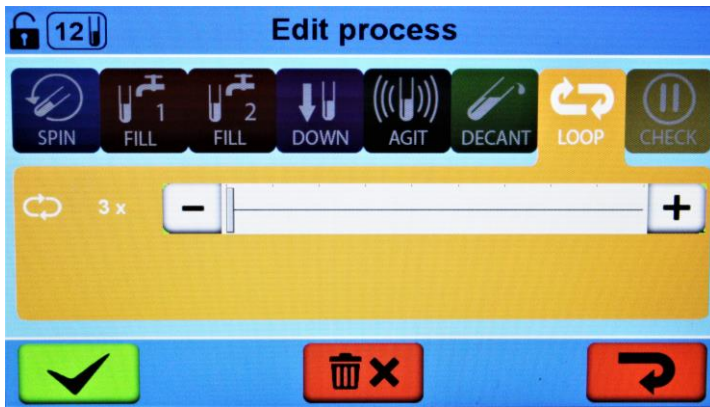 12 Edit process
SPIN
1 FILL
2 FILL
DOWN
AGIT
DECANT
LOOP
CHECK
3 x - +